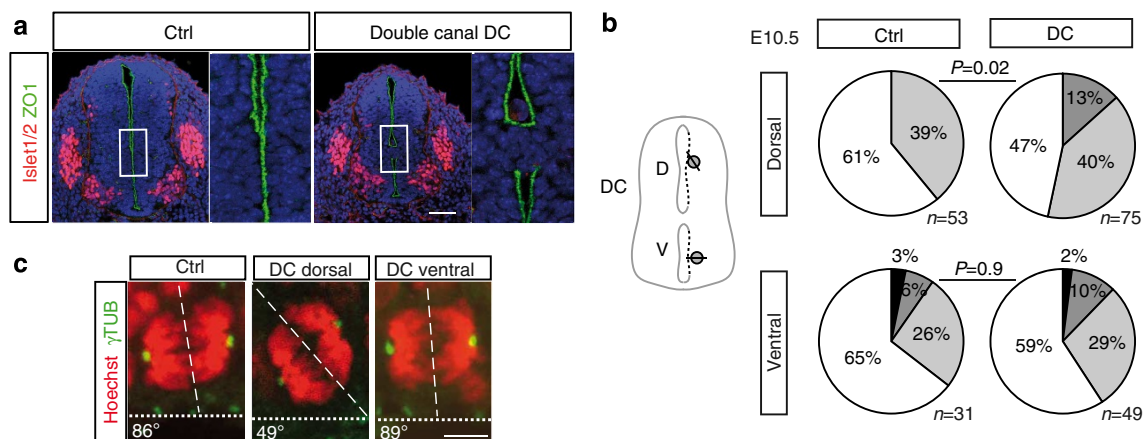 a
Ctrl
Double canal DC
Islet1/2 ZO1
b
E10.5
Ctrl
DC
P=0.02
Dorsal
61%
39%
n=53
47%
13%
40%
n=75
DC
D
V
P=0.9
Ventral
3%
6%
26%
65%
n=31
2%
10%
29%
59%
n=49
c
Ctrl
DC dorsal
DC ventral
Hoechst γTUB
86°
49°
89°